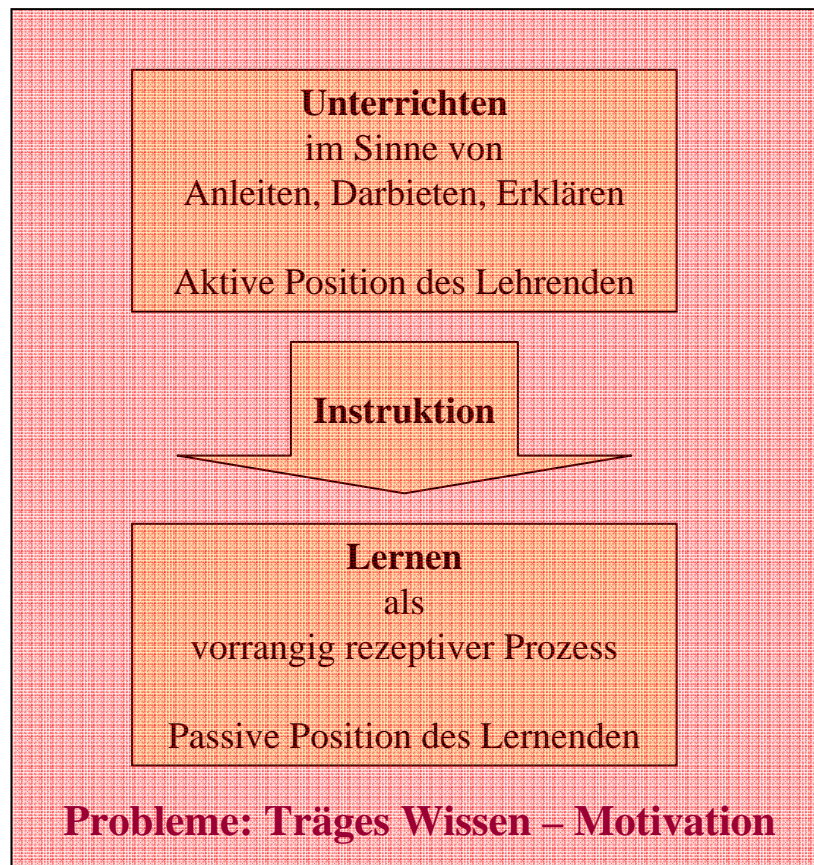 Unterrichten
im Sinne von
Anleiten, Darbieten, Erklären
Aktive Position des Lehrenden
Instruktion
Lernen
als
vorrangig rezeptiver Prozess
Passive Position des Lernenden
Probleme: Träges Wissen – Motivation